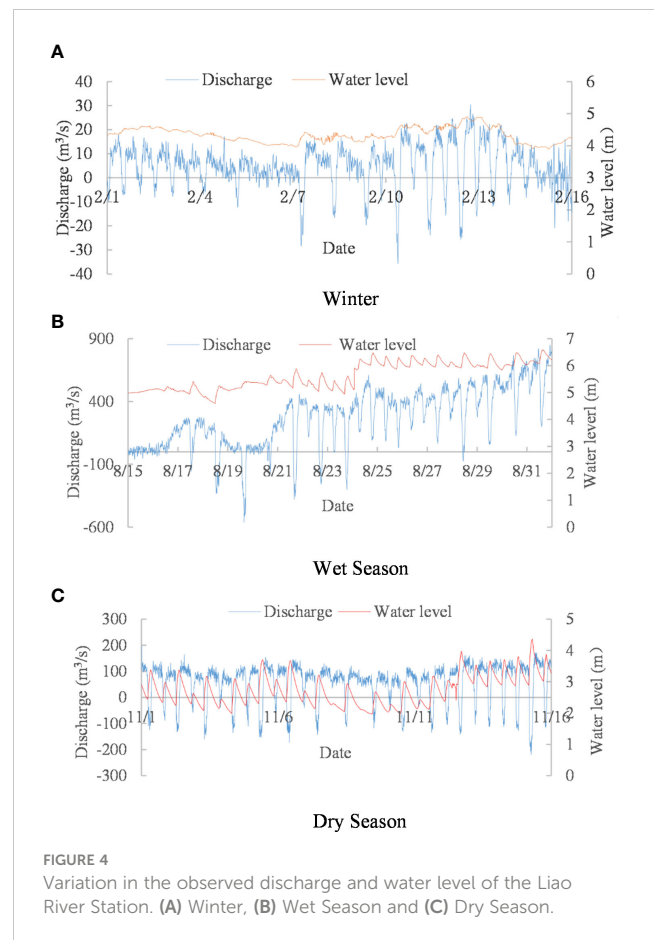 A
Discharge Water level
40
30
20
10
0
-10
-20
-30
-40
Discharge (m³/s)
6
5
4
3
2
1
0
Water level (m)
2/1 2/4 2/7 2/10 2/13 2/16
Date
Winter
B
Discharge Water level
900
400
-100
-600
Discharge (m³/s)
7
6
5
4
3
2
1
0
Water leverl (m)
8/15 8/17 8/19 8/21 8/23 8/25 8/27 8/29 8/31
Date
Wet Season
C
Discharge Water level
300
200
100
0
-100
-200
-300
Discharge (m³/s)
5
4
3
2
1
0
Water level (m)
11/1 11/6 11/11 11/16
Date
Dry Season
FIGURE 4
Variation in the observed discharge and water level of the Liao
River Station. (A) Winter, (B) Wet Season and (C) Dry Season.